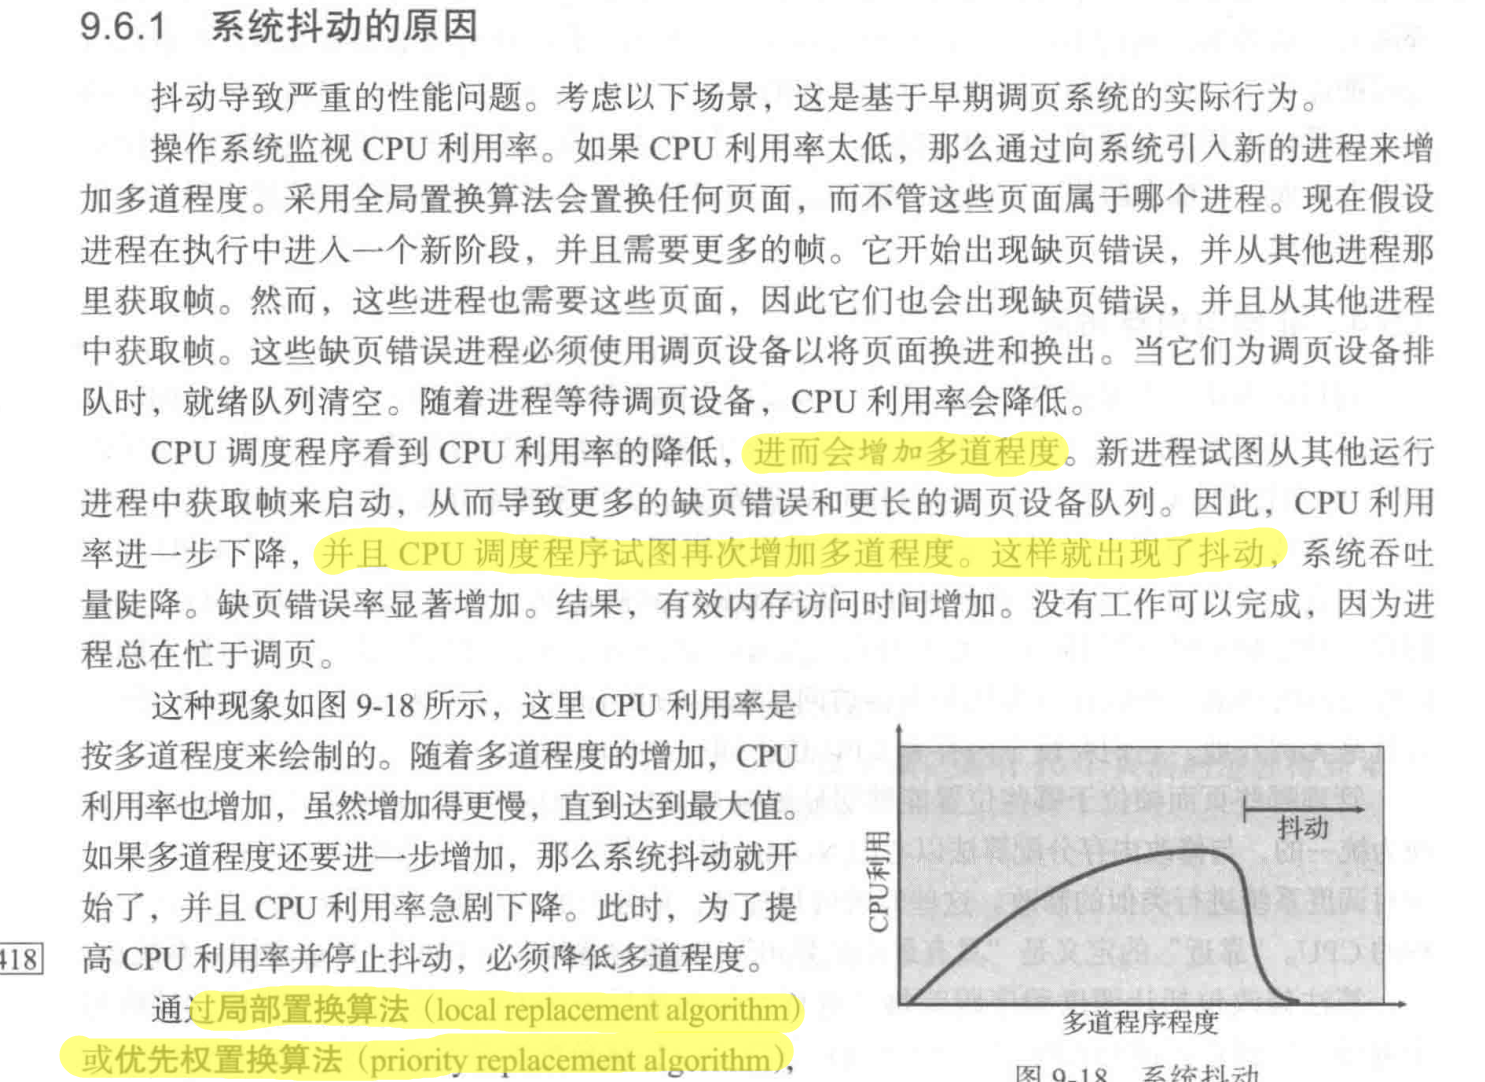 9.6.1 系统抖动的原因
抖动导致严重的性能问题。考虑以下场景，这是基于早期调页系统的实际行为。
操作系统监视 CPU 利用率。如果 CPU 利用率太低，那么通过向系统引入新的进程来增
加多道程度。采用全局置换算法会置换任何页面，而不管这些页面属于哪个进程。现在假设
进程在执行中进入一个新阶段，并且需要更多的帧。它开始出现缺页错误，并从其他进程那
里获取帧。然而，这些进程也需要这些页面，因此它们也会出现缺页错误，并且从其他进程
中获取帧。这些缺页错误进程必须使用调页设备以将页面换进和换出。当它们为调页设备排
队时，就绪队列清空。随着进程等待调页设备，CPU 利用率会降低。
CPU 调度程序看到 CPU 利用率的降低，进而会增加多道程度。新进程试图从其他运行
进程中获取帧来启动，从而导致更多的缺页错误和更长的调页设备队列。因此，CPU 利用
率进一步下降，并且 CPU 调度程序试图再次增加多道程度。这样就出现了抖动，系统吞吐
量陡降。缺页错误率显著增加。结果，有效内存访问时间增加。没有工作可以完成，因为进
程总在忙于调页。
这种现象如图 9-18 所示，这里 CPU 利用率是
按多道程度来绘制的。随着多道程度的增加，CPU
利用率也增加，虽然增加得更慢，直到达到最大值。
如果多道程度还要进一步增加，那么系统抖动就开
始了，并且 CPU 利用率急剧下降。此时，为了提
418 高 CPU 利用率并停止抖动，必须降低多道程度。
通过局部置换算法（local replacement algorithm）
或优先权置换算法（priority replacement algorithm），
抖动
CPU利用
多道程序程度
图 9-18 系统抖动